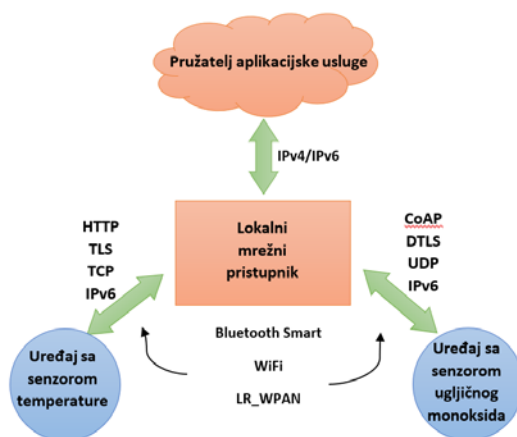 Pružatelj aplikacijske usluge
IPv4/IPv6
HTTP
TLS
TCP
IPv6
Lokalni
mrežni
pristupnik
CoAP
DTLS
UDP
IPv6
Bluetooth Smart
WiFi
LR_WPAN
Uređaj sa
senzorom
temperature
Uređaj sa
senzorom
ugljičnog
monoksida